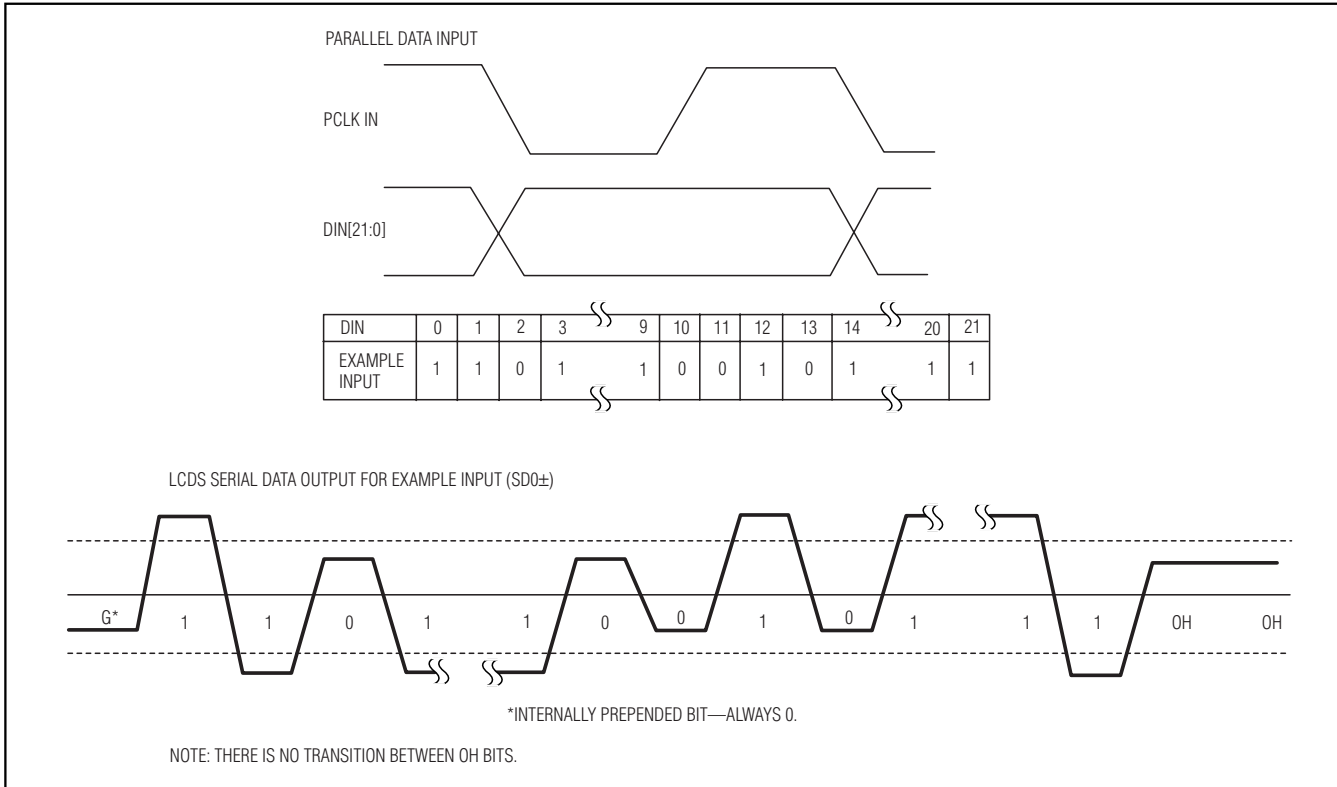 PARALLEL DATA INPUT
PCLK IN
DIN[21:0]
DIN 0 1 2 3 9 10 11 12 13 14 20 21
EXAMPLE INPUT 1 1 0 1 1 0 0 1 0 1 1 1
LCDS SERIAL DATA OUTPUT FOR EXAMPLE INPUT (SD0±)
G* 1 1 0 1 1 0 0 1 0 1 1 1 OH OH
*INTERNALLY PREPENDED BIT—ALWAYS 0.
NOTE: THERE IS NO TRANSITION BETWEEN OH BITS.